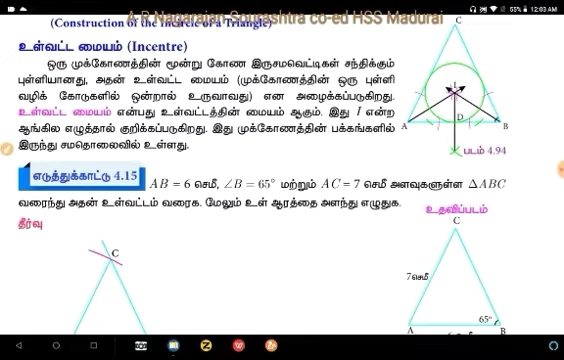 12:03 AM
55%
A R Nagarajan Sourashtra co-ed HSS Madurai
(Construction of the Incircle of a Triangle)
உள்வட்ட மையம் (Incentre)
ஒரு முக்கோணத்தின் மூன்று கோண இருசமவெட்டிகள் சந்திக்கும்
புள்ளியானது, அதன் உள்வட்ட மையம் (முக்கோணத்தின் ஒரு புள்ளி
வழிக் கோடுகளில் ஒன்றால் உருவாவது) என அழைக்கப்படுகிறது.
உள்வட்ட மையம் என்பது உள்வட்டத்தின் மையம் ஆகும். இது I என்ற
ஆங்கில எழுத்தால் குறிக்கப்படுகிறது. இது முக்கோணத்தின் பக்கங்களில்
இருந்து சமதொலைவில் உள்ளது.
C
I
D
A
B
படம் 4.94
எடுத்துக்காட்டு 4.15
AB = 6 செமீ, ∠B = 65° மற்றும் AC = 7 செமீ அளவுகளுள்ள ΔABC
வரைந்து அதன் உள்வட்டம் வரைக. மேலும் உள் ஆரத்தை அளந்து எழுதுக.
தீர்வு
C
உதவிப்படம்
C
7செமீ
65°
A
B